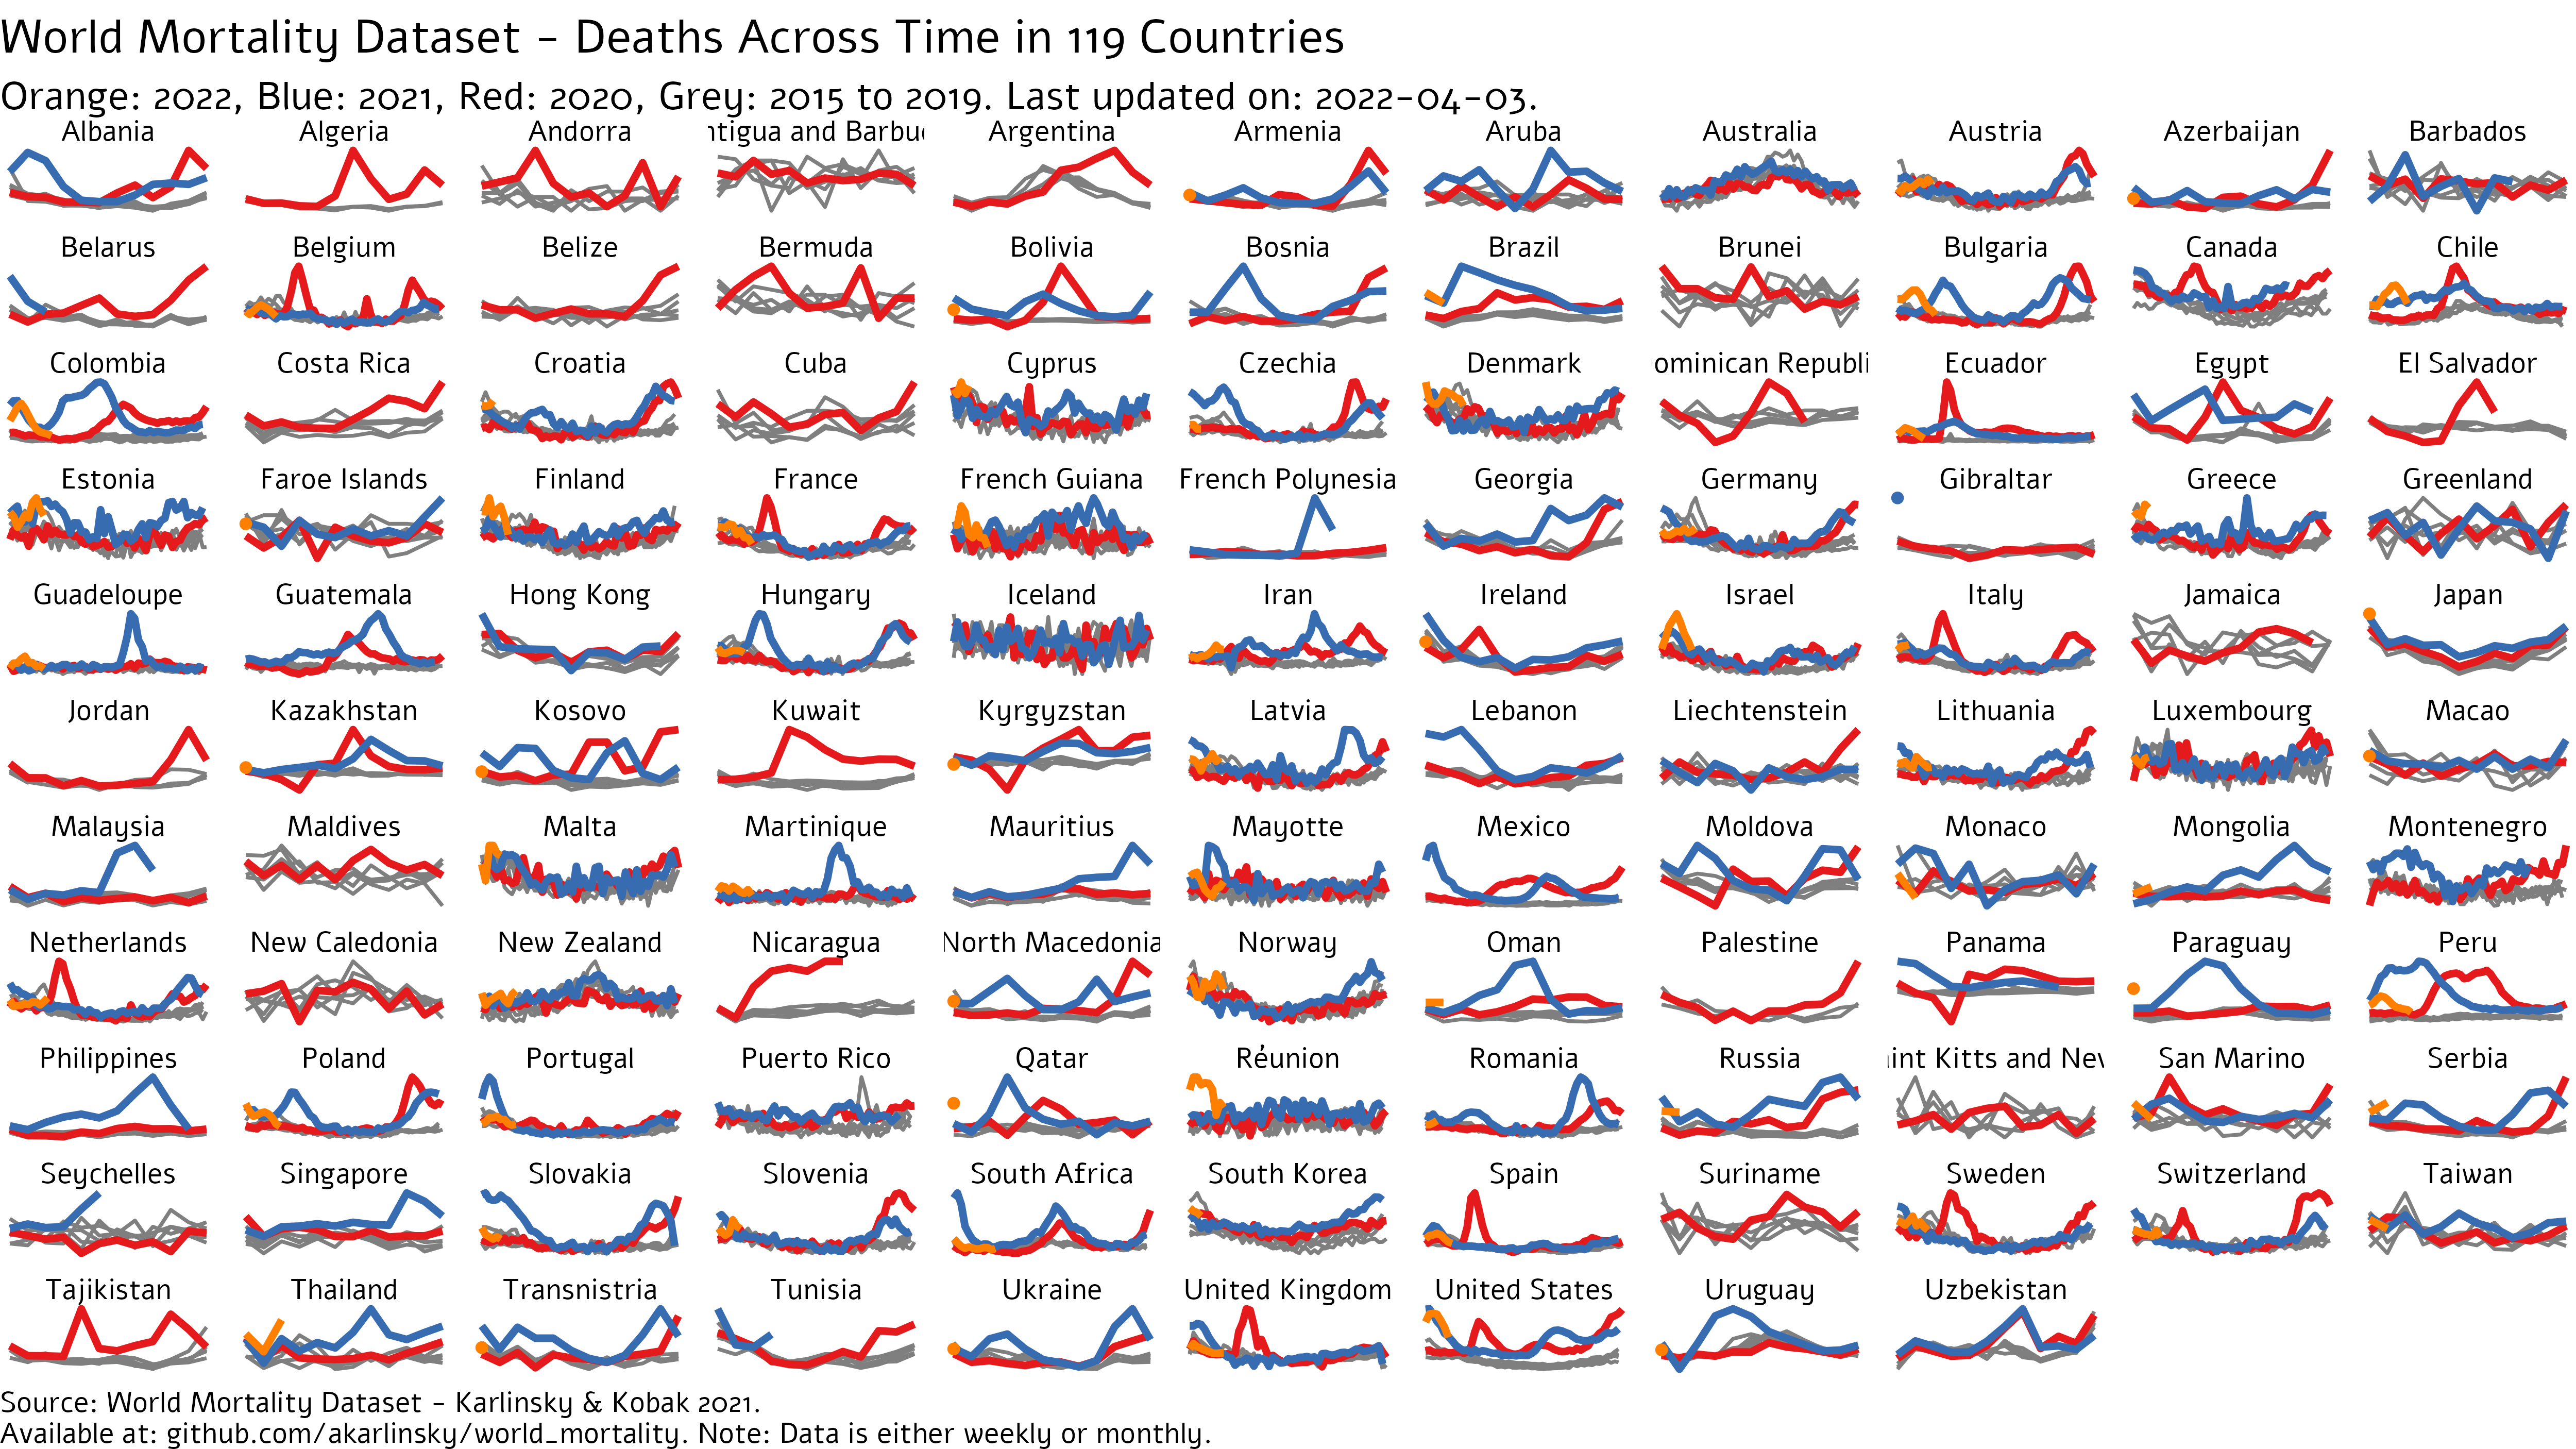 World Mortality Dataset - Deaths Across Time in 119 Countries
Orange: 2022, Blue: 2021, Red: 2020, Grey: 2015 to 2019. Last updated on: 2022-04-03.
Albania Algeria Andorra ntigua and Barbu Argentina Armenia Aruba Australia Austria Azerbaijan Barbados
Belarus Belgium Belize Bermuda Bolivia Bosnia Brazil Brunei Bulgaria Canada Chile
Colombia Costa Rica Croatia Cuba Cyprus Czechia Denmark ominican Republi Ecuador Egypt El Salvador
Estonia Faroe Islands Finland France French Guiana French Polynesia Georgia Germany Gibraltar Greece Greenland
Guadeloupe Guatemala Hong Kong Hungary Iceland Iran Ireland Israel Italy Jamaica Japan
Jordan Kazakhstan Kosovo Kuwait Kyrgyzstan Latvia Lebanon Liechtenstein Lithuania Luxembourg Macao
Malaysia Maldives Malta Martinique Mauritius Mayotte Mexico Moldova Monaco Mongolia Montenegro
Netherlands New Caledonia New Zealand Nicaragua North Macedonia Norway Oman Palestine Panama Paraguay Peru
Philippines Poland Portugal Puerto Rico Qatar Réunion Romania Russia int Kitts and Nev San Marino Serbia
Seychelles Singapore Slovakia Slovenia South Africa South Korea Spain Suriname Sweden Switzerland Taiwan
Tajikistan Thailand Transnistria Tunisia Ukraine United Kingdom United States Uruguay Uzbekistan
Source: World Mortality Dataset - Karlinsky & Kobak 2021.
Available at: github.com/akarlinsky/world_mortality. Note: Data is either weekly or monthly.